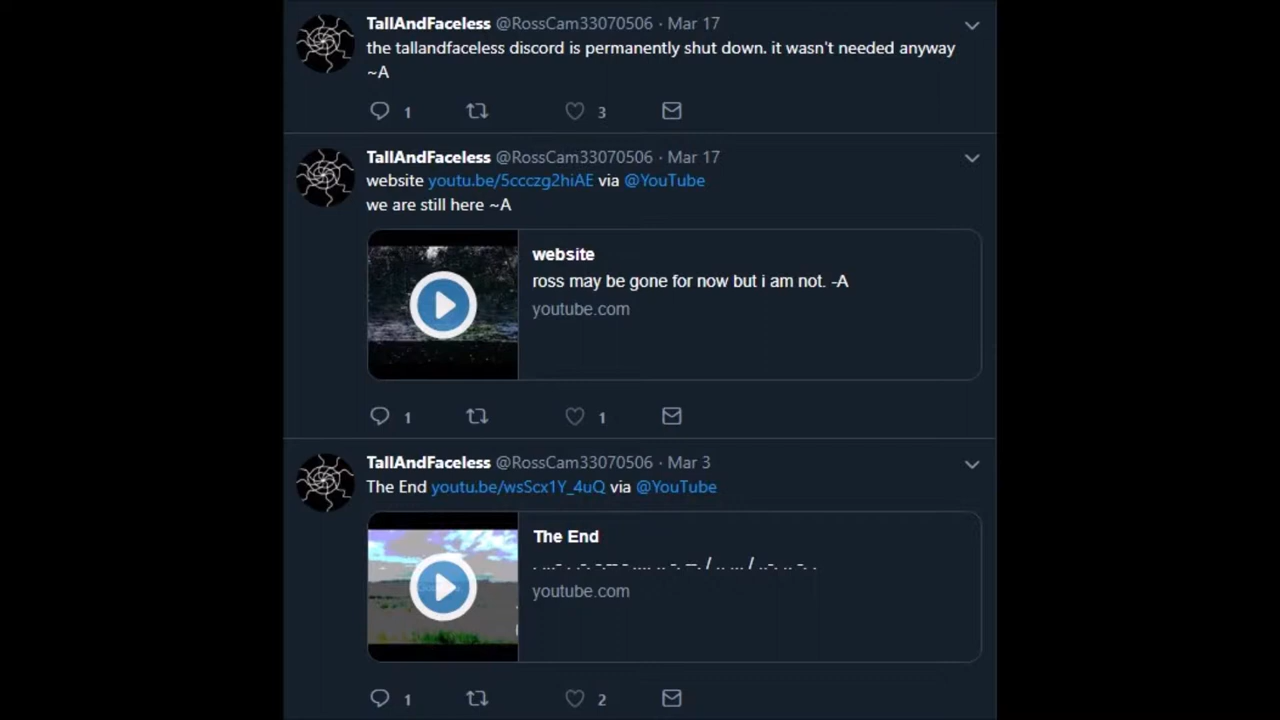 TallAndFaceless @RossCam33070506 · Mar 17
the tallandfaceless discord is permanently shut down. it wasn't needed anyway
~A
1 3
TallAndFaceless @RossCam33070506 · Mar 17
website youtu.be/5ccczg2hiAE via @YouTube
we are still here ~A
website
ross may be gone for now but i am not. -A
youtube.com
1 1
TallAndFaceless @RossCam33070506 · Mar 3
The End youtu.be/wsScx1Y_4uQ via @YouTube
The End
. ...- . .-. -.-- - .... .. -. --. / .. ... / ..-. .. -. .
youtube.com
1 2